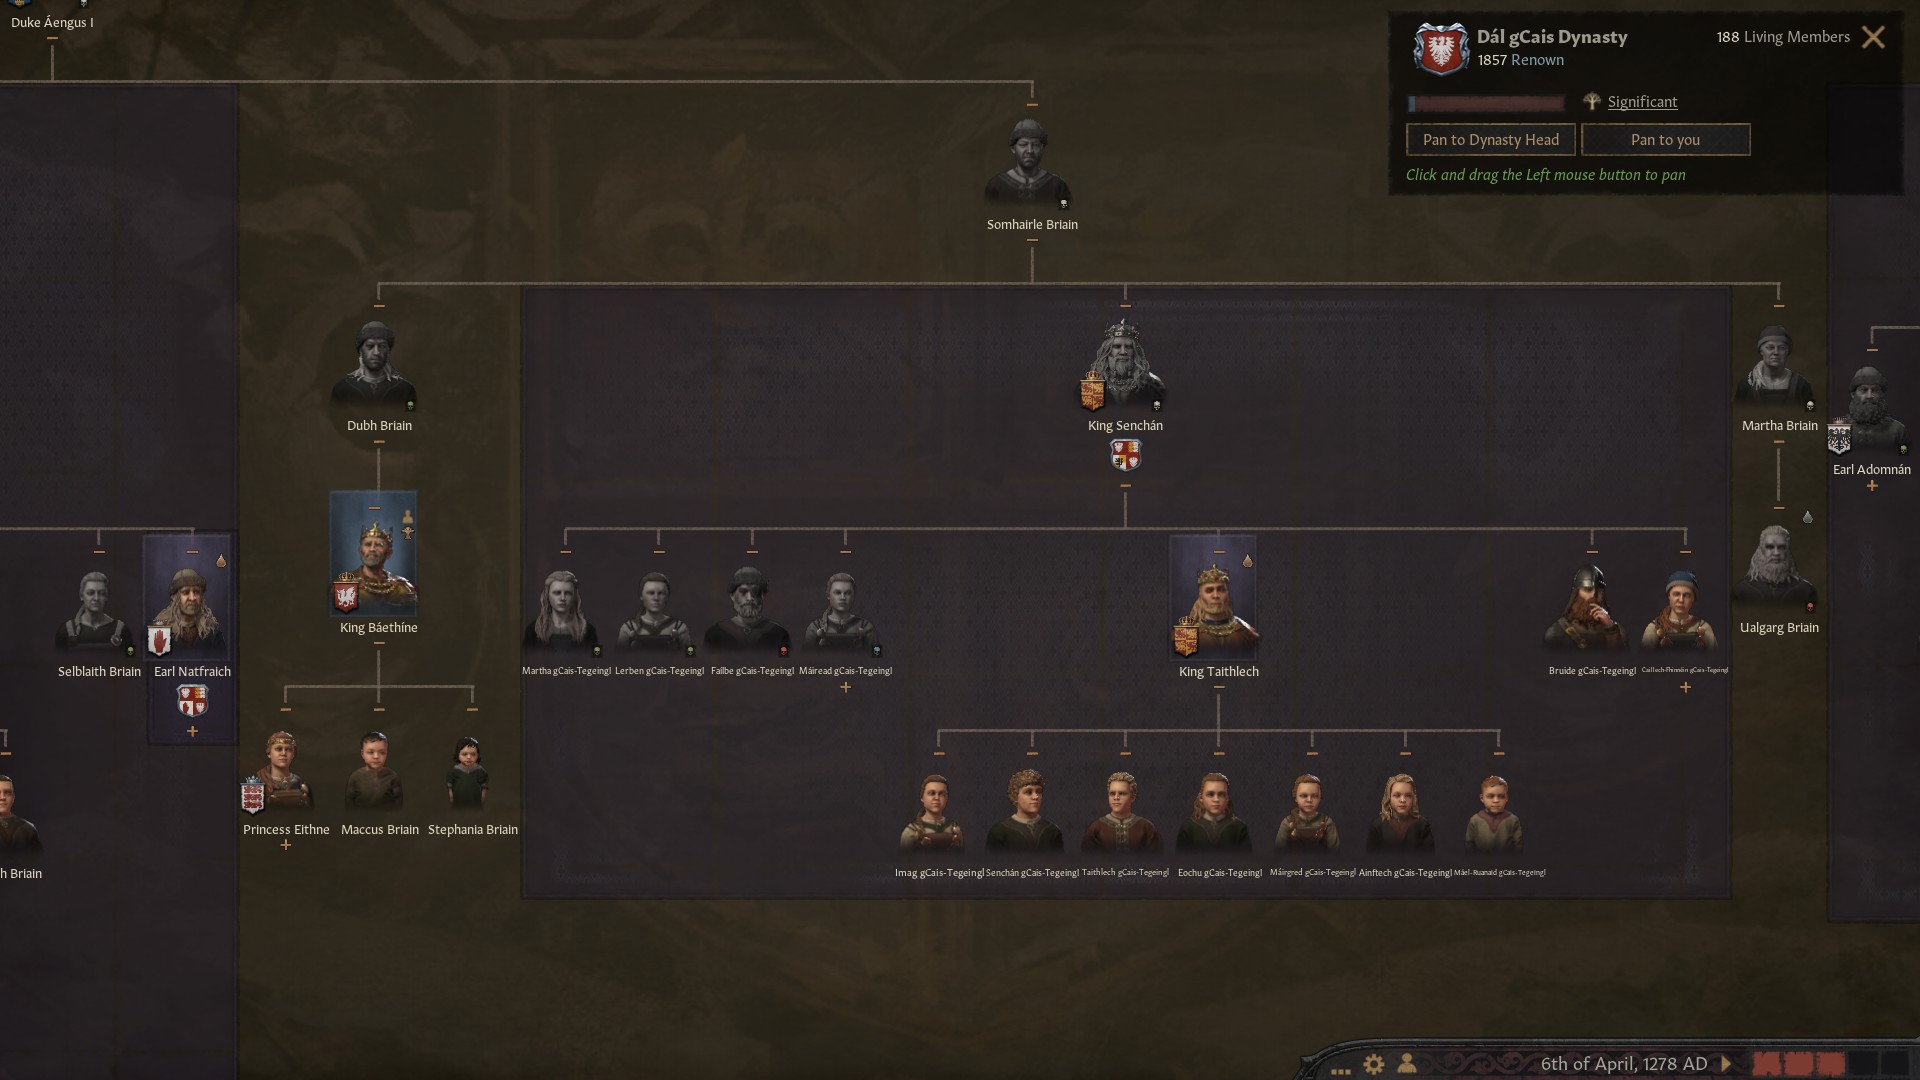 Duke Áengus I
Dál gCais Dynasty
188 Living Members
1857 Renown
Significant
Pan to Dynasty Head
Pan to you
Click and drag the Left mouse button to pan
Somhairle Briain
Dubh Briain
King Senchán
Martha Briain
Earl Adomnán
King Báethíne
Ualgarg Briain
Selblaith Briain
Earl Natfraich
Martha gCais-Tegeingl
Lerben gCais-Tegeingl
Failbe gCais-Tegeingl
Máiread gCais-Tegeingl
King Taithlech
Bruide gCais-Tegeingl
Princess Eithne
Maccus Briain
Stephania Briain
h Briain
Imag gCais-Tegeingl
Senchán gCais-Tegeingl
Taithlech gCais-Tegeingl
Eochu gCais-Tegeingl
Máirgred gCais-Tegeingl
Ainftech gCais-Tegeingl
Máel-Ruanaid gCais-Tegeingl
6th of April, 1278 AD